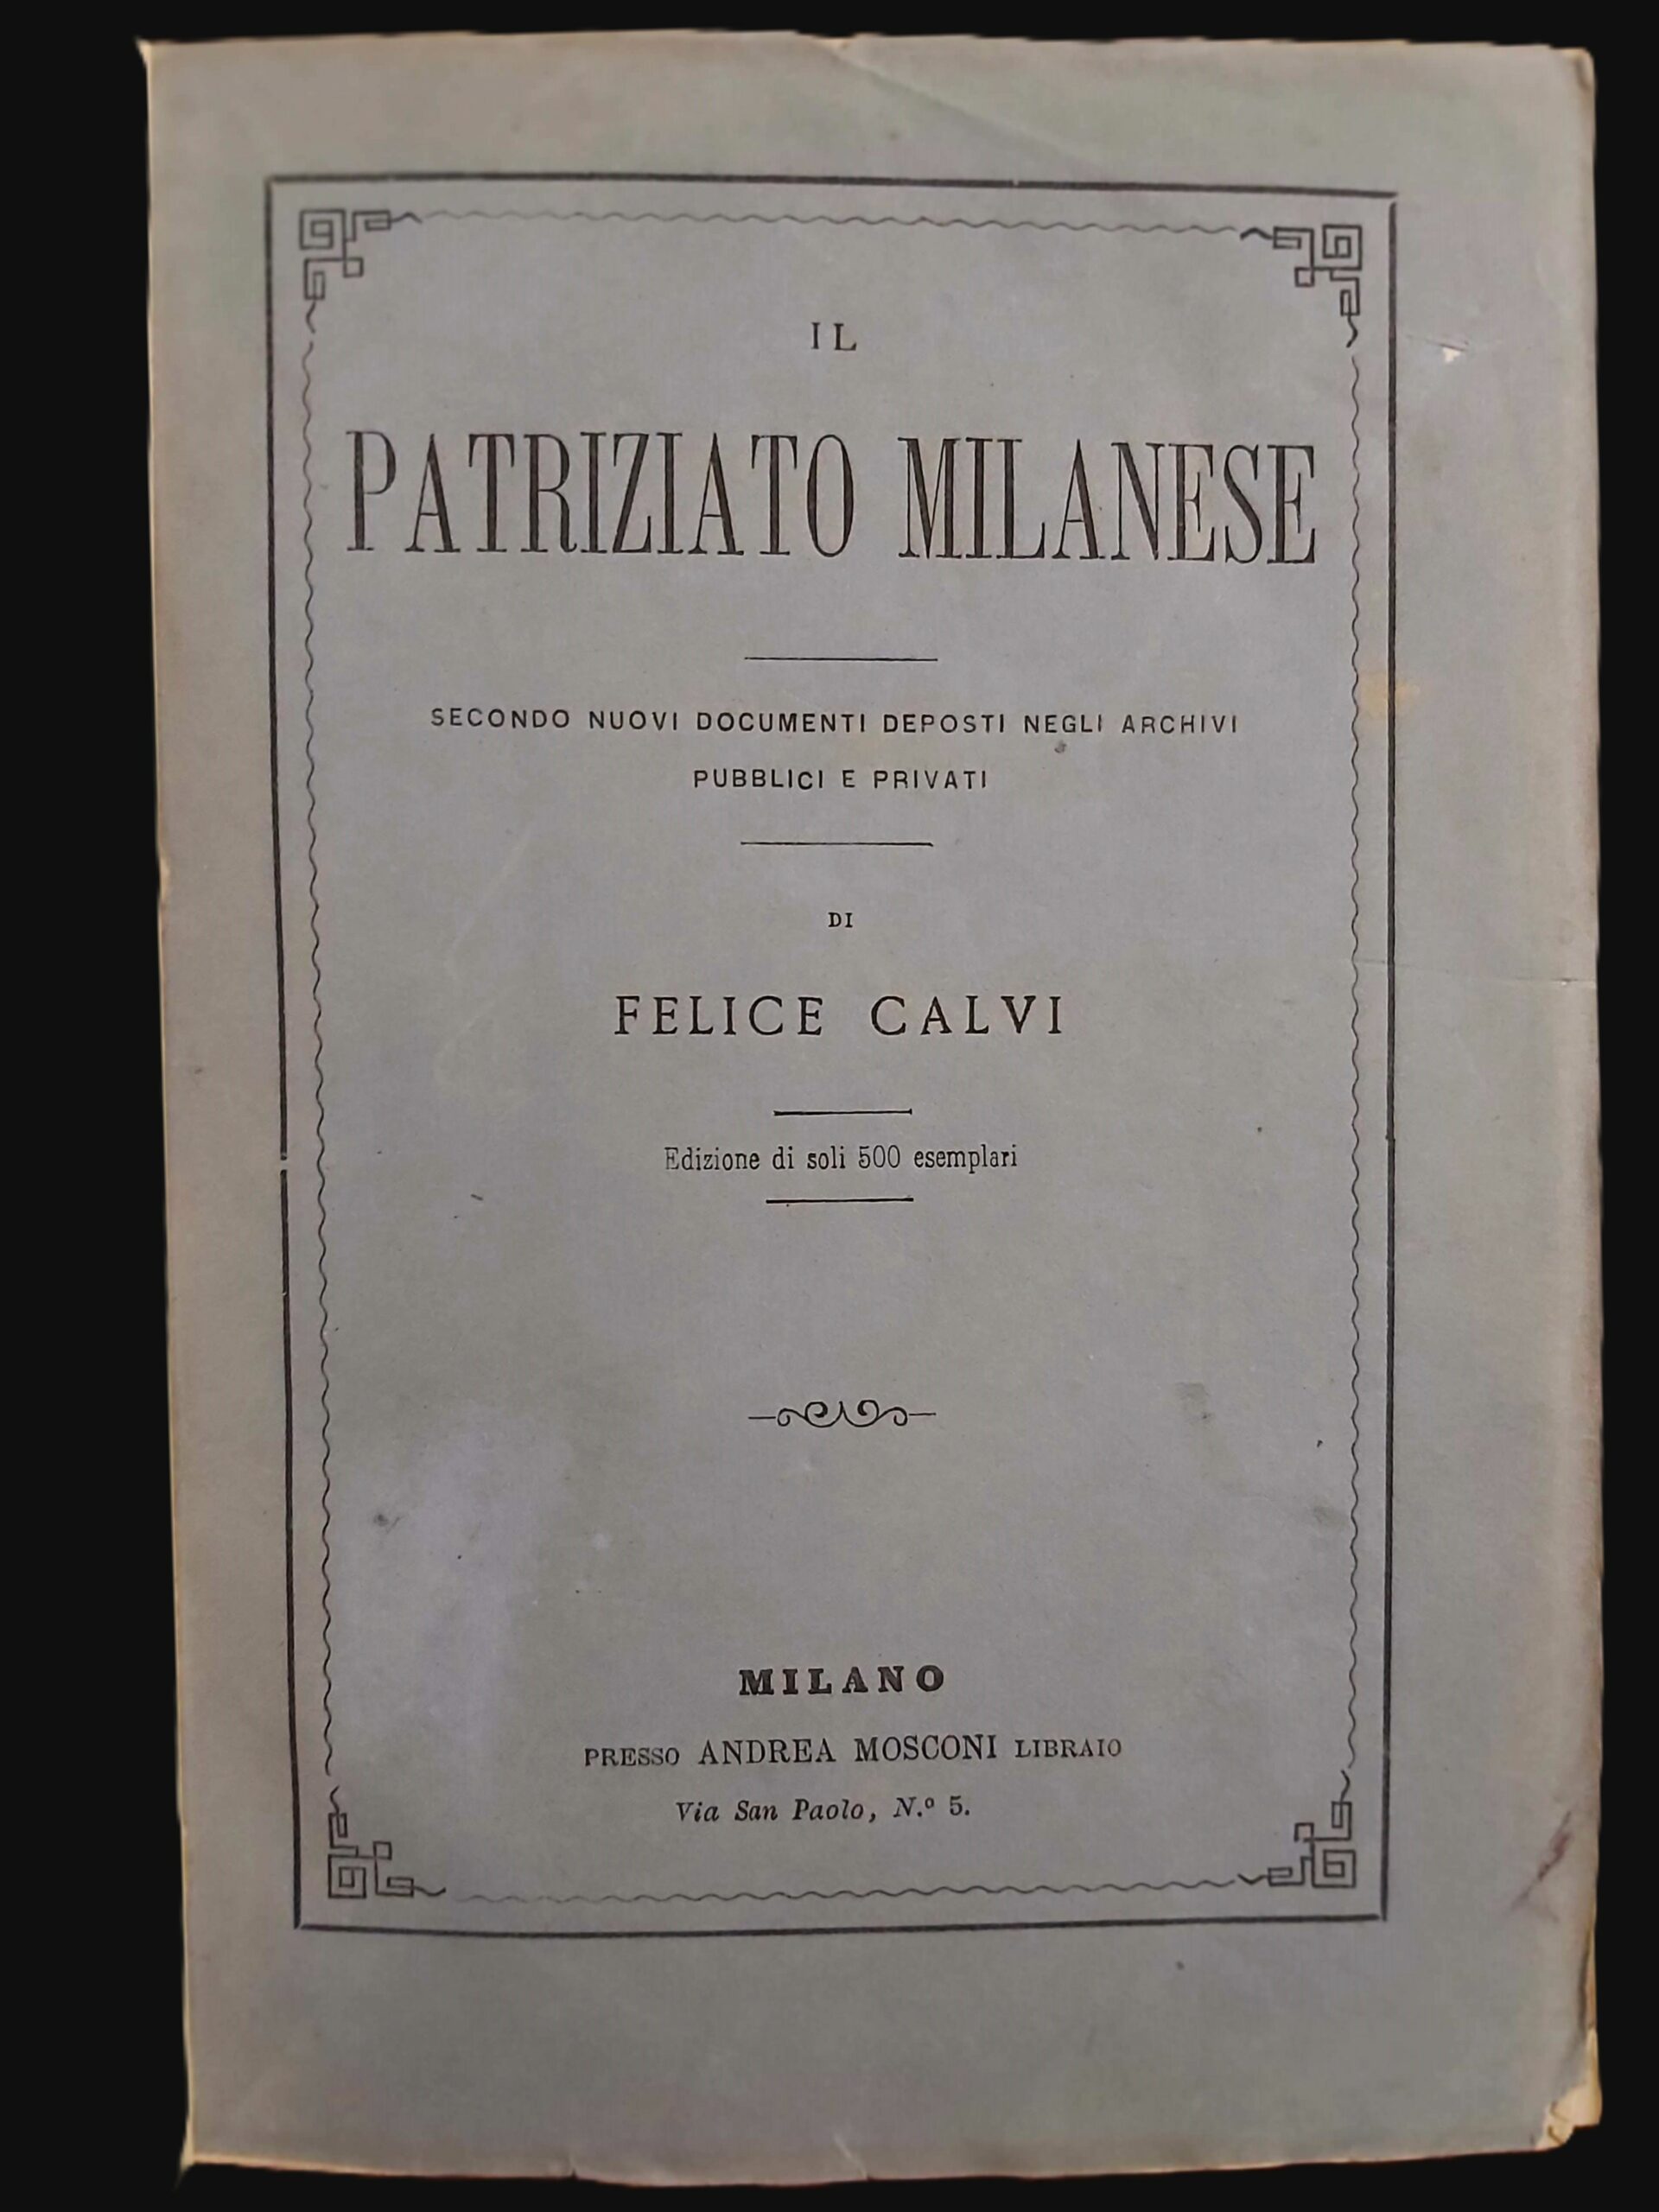 IL
PATRIZIATO MILANESE
SECONDO NUOVI DOCUMENTI DEPOSTI NEGLI ARCHIVI
PUBBLICI E PRIVATI
DI
FELICE CALVI
Edizione di soli 500 esemplari
MILANO
PRESSO ANDREA MOSCONI LIBRAIO
Via San Paolo, N.º 5.